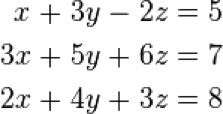 x + 3y − 2z = 5
3x + 5y + 6z = 7
2x + 4y + 3z = 8